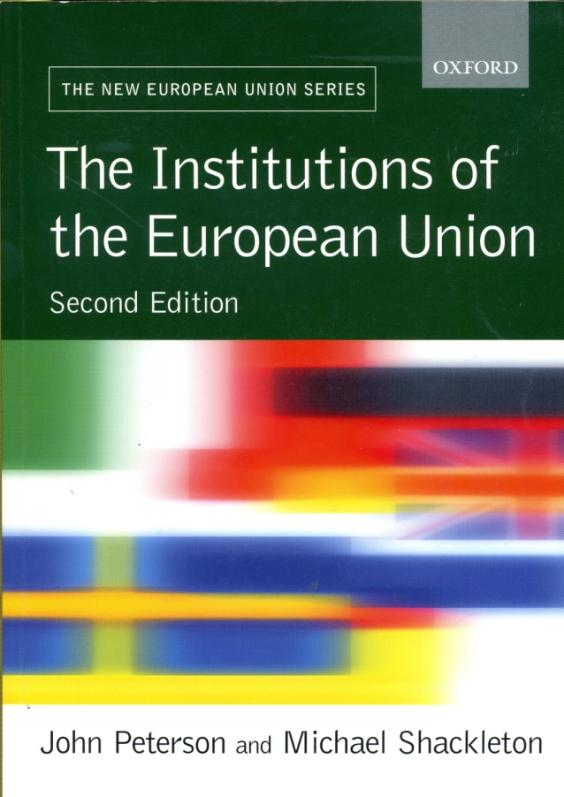 OXFORD
THE NEW EUROPEAN UNION SERIES
The Institutions of
the European Union
Second Edition
John Peterson and Michael Shackleton